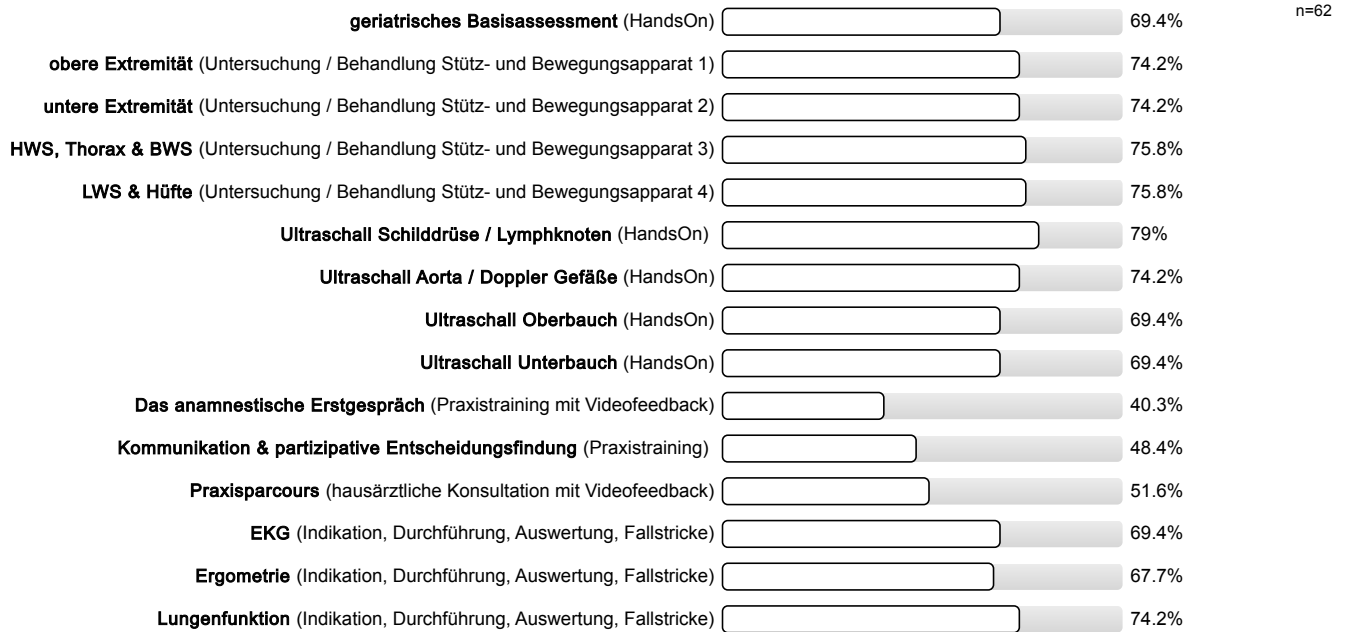 n=62
geriatrisches Basisassessment (HandsOn) 69.4%
obere Extremität (Untersuchung / Behandlung Stütz- und Bewegungsapparat 1) 74.2%
untere Extremität (Untersuchung / Behandlung Stütz- und Bewegungsapparat 2) 74.2%
HWS, Thorax & BWS (Untersuchung / Behandlung Stütz- und Bewegungsapparat 3) 75.8%
LWS & Hüfte (Untersuchung / Behandlung Stütz- und Bewegungsapparat 4) 75.8%
Ultraschall Schilddrüse / Lymphknoten (HandsOn) 79%
Ultraschall Aorta / Doppler Gefäße (HandsOn) 74.2%
Ultraschall Oberbauch (HandsOn) 69.4%
Ultraschall Unterbauch (HandsOn) 69.4%
Das anamnestische Erstgespräch (Praxistraining mit Videofeedback) 40.3%
Kommunikation & partizipative Entscheidungsfindung (Praxistraining) 48.4%
Praxisparcours (hausärztliche Konsultation mit Videofeedback) 51.6%
EKG (Indikation, Durchführung, Auswertung, Fallstricke) 69.4%
Ergometrie (Indikation, Durchführung, Auswertung, Fallstricke) 67.7%
Lungenfunktion (Indikation, Durchführung, Auswertung, Fallstricke) 74.2%